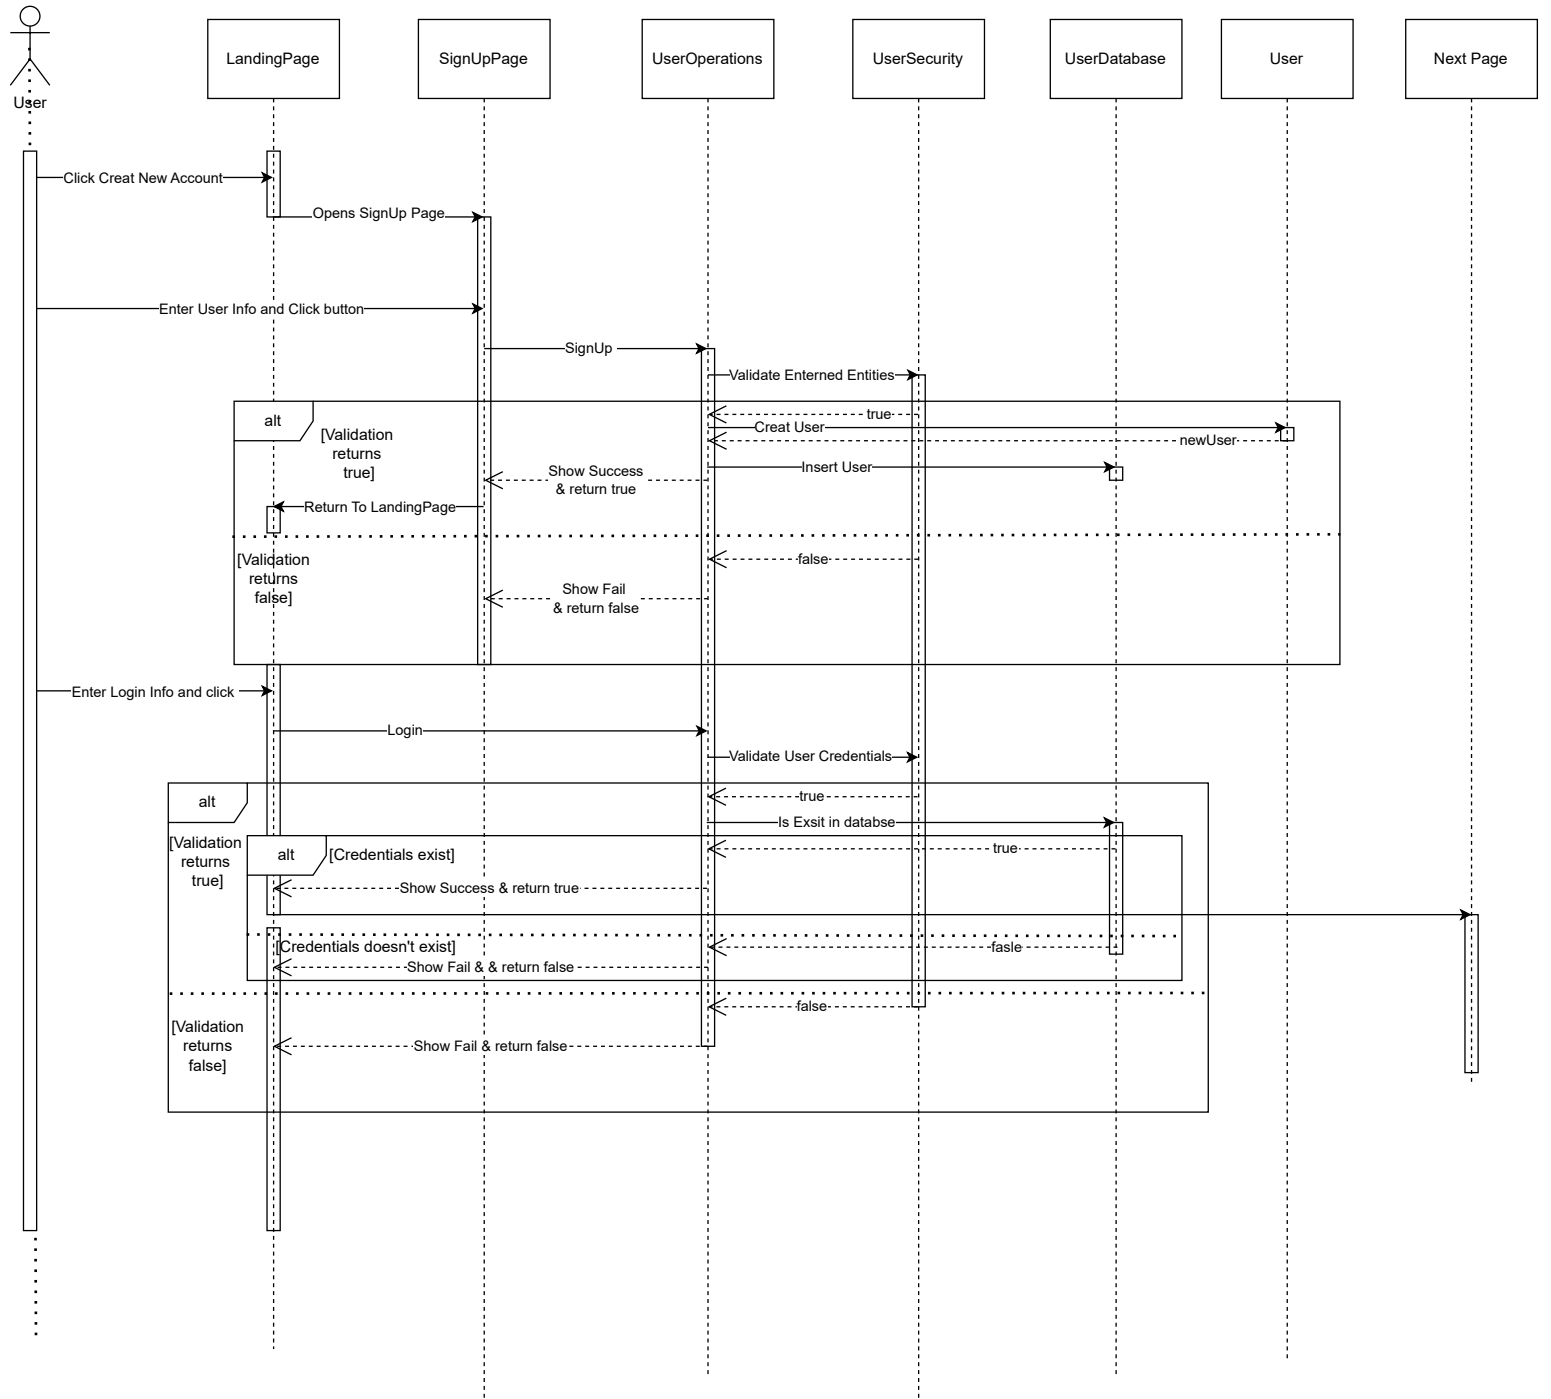 User
LandingPage
SignUpPage
UserOperations
UserSecurity
UserDatabase
User
Next Page
Click Creat New Account
Opens SignUp Page
Enter User Info and Click button
SignUp
Validate Enterned Entities
alt
[Validation
returns
true]
true
Creat User
newUser
Insert User
Show Success
& return true
Return To LandingPage
[Validation
returns
false]
false
Show Fail
& return false
Enter Login Info and click
Login
Validate User Credentials
alt
true
Is Exsit in databse
[Validation
returns
true]
alt
[Credentials exist]
true
Show Success & return true
[Credentials doesn't exist]
fasle
Show Fail & & return false
false
[Validation
returns
false]
Show Fail & return false